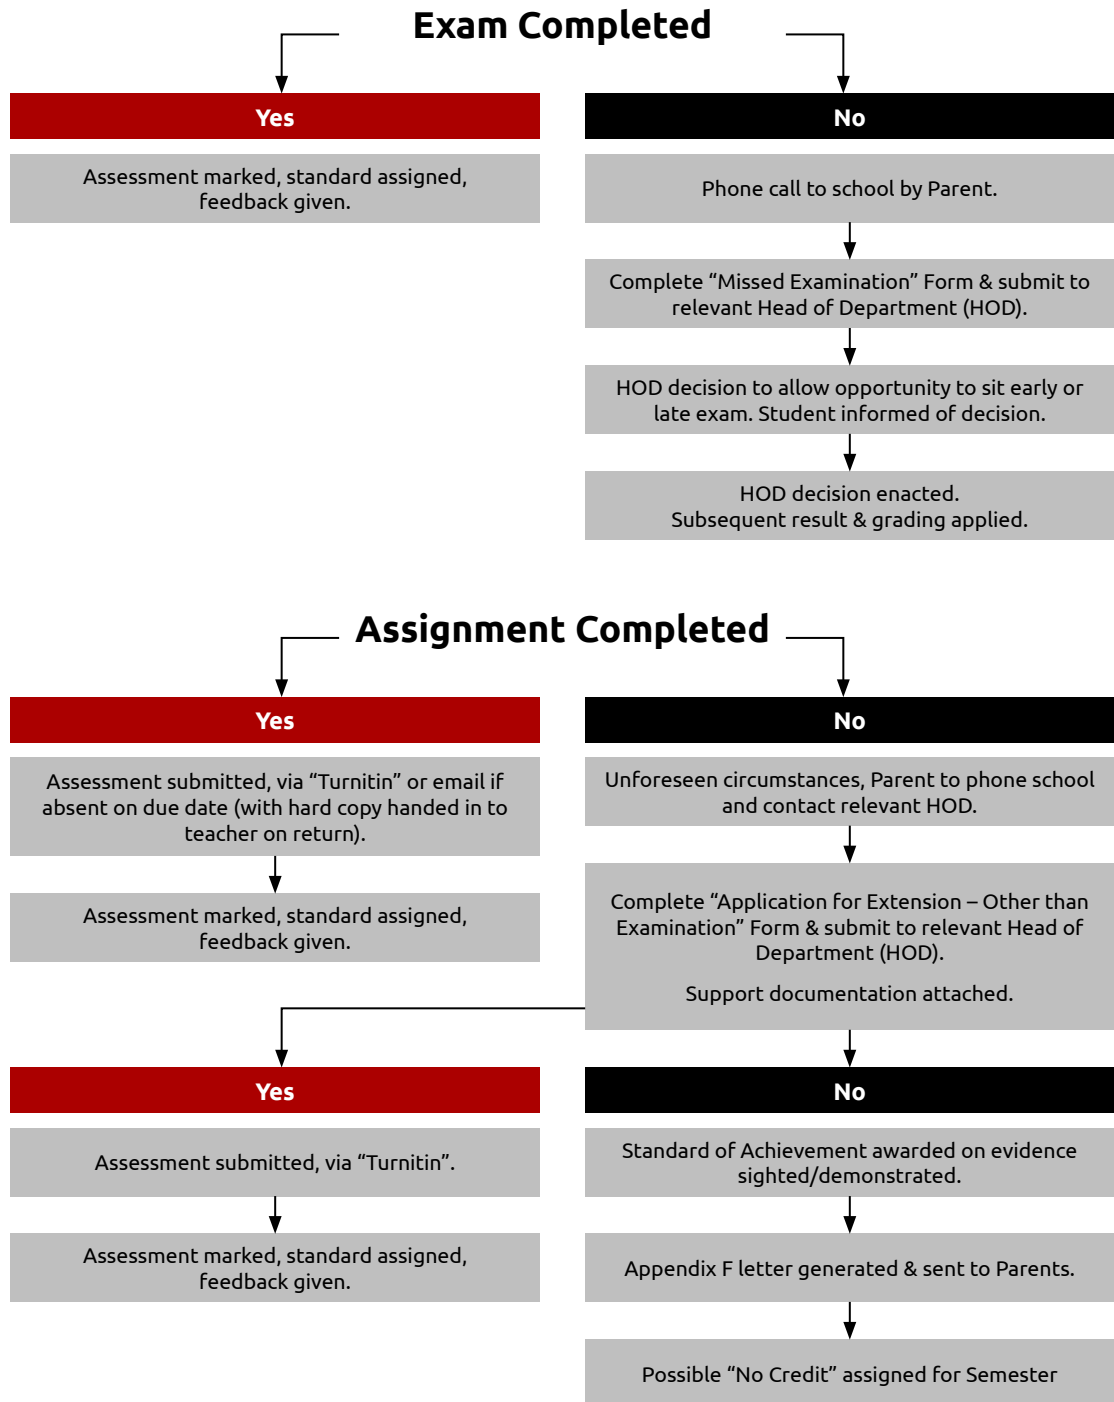 Exam Completed
Yes
No
Assessment marked, standard assigned,
feedback given.
Phone call to school by Parent.
Complete “Missed Examination” Form & submit to
relevant Head of Department (HOD).
HOD decision to allow opportunity to sit early or
late exam. Student informed of decision.
HOD decision enacted.
Subsequent result & grading applied.
Assignment Completed
Yes
No
Assessment submitted, via “Turnitin” or email if
absent on due date (with hard copy handed in to
teacher on return).
Assessment marked, standard assigned,
feedback given.
Unforeseen circumstances, Parent to phone school
and contact relevant HOD.
Complete “Application for Extension – Other than
Examination” Form & submit to relevant Head of
Department (HOD).
Support documentation attached.
Yes
No
Assessment submitted, via “Turnitin”.
Assessment marked, standard assigned,
feedback given.
Standard of Achievement awarded on evidence
sighted/demonstrated.
Appendix F letter generated & sent to Parents.
Possible “No Credit” assigned for Semester